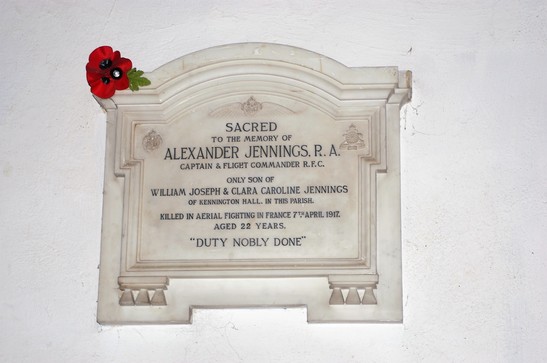 SACRED
TO THE MEMORY OF
ALEXANDER JENNINGS, R.A.
CAPTAIN & FLIGHT COMMANDER R.F.C.
ONLY SON OF
WILLIAM JOSEPH & CLARA CAROLINE JENNINGS
OF KENNINGTON HALL, IN THIS PARISH.
KILLED IN AERIAL FIGHTING IN FRANCE 7TH APRIL 1917.
AGED 22 YEARS.
"DUTY NOBLY DONE"